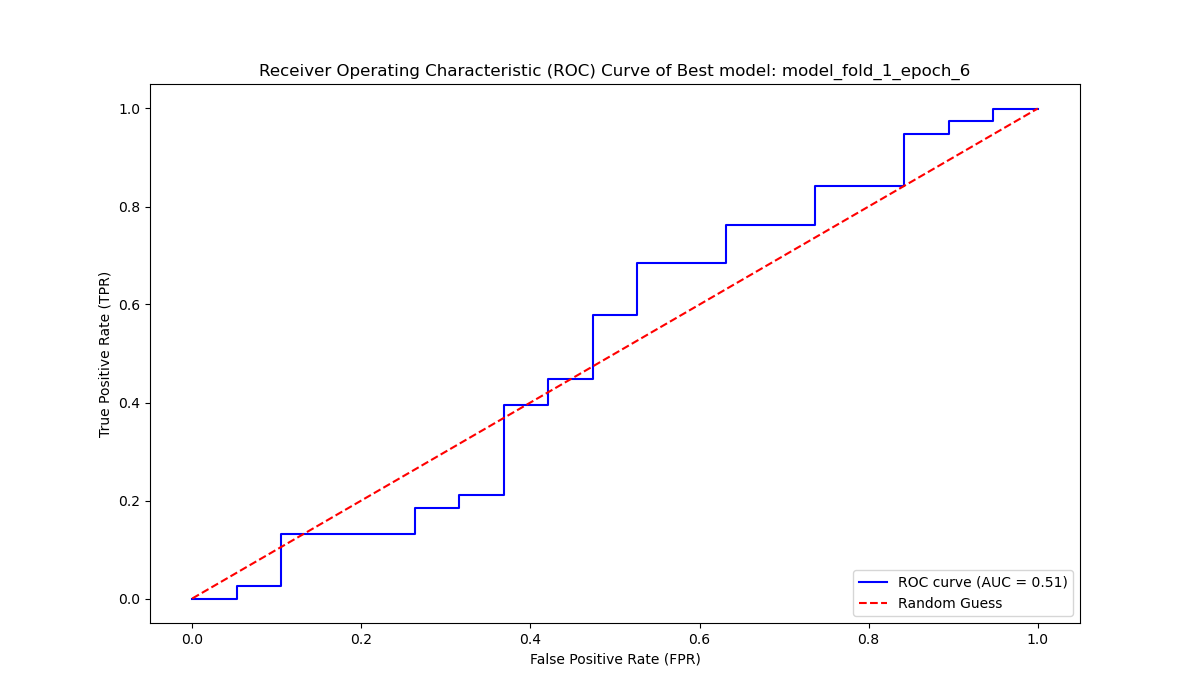 Receiver Operating Characteristic (ROC) Curve of Best model: model_fold_1_epoch_6
1.0
0.8
0.6
0.4
0.2
0.0
True Positive Rate (TPR)
ROC curve (AUC = 0.51)
Random Guess
0.0 0.2 0.4 0.6 0.8 1.0
False Positive Rate (FPR)